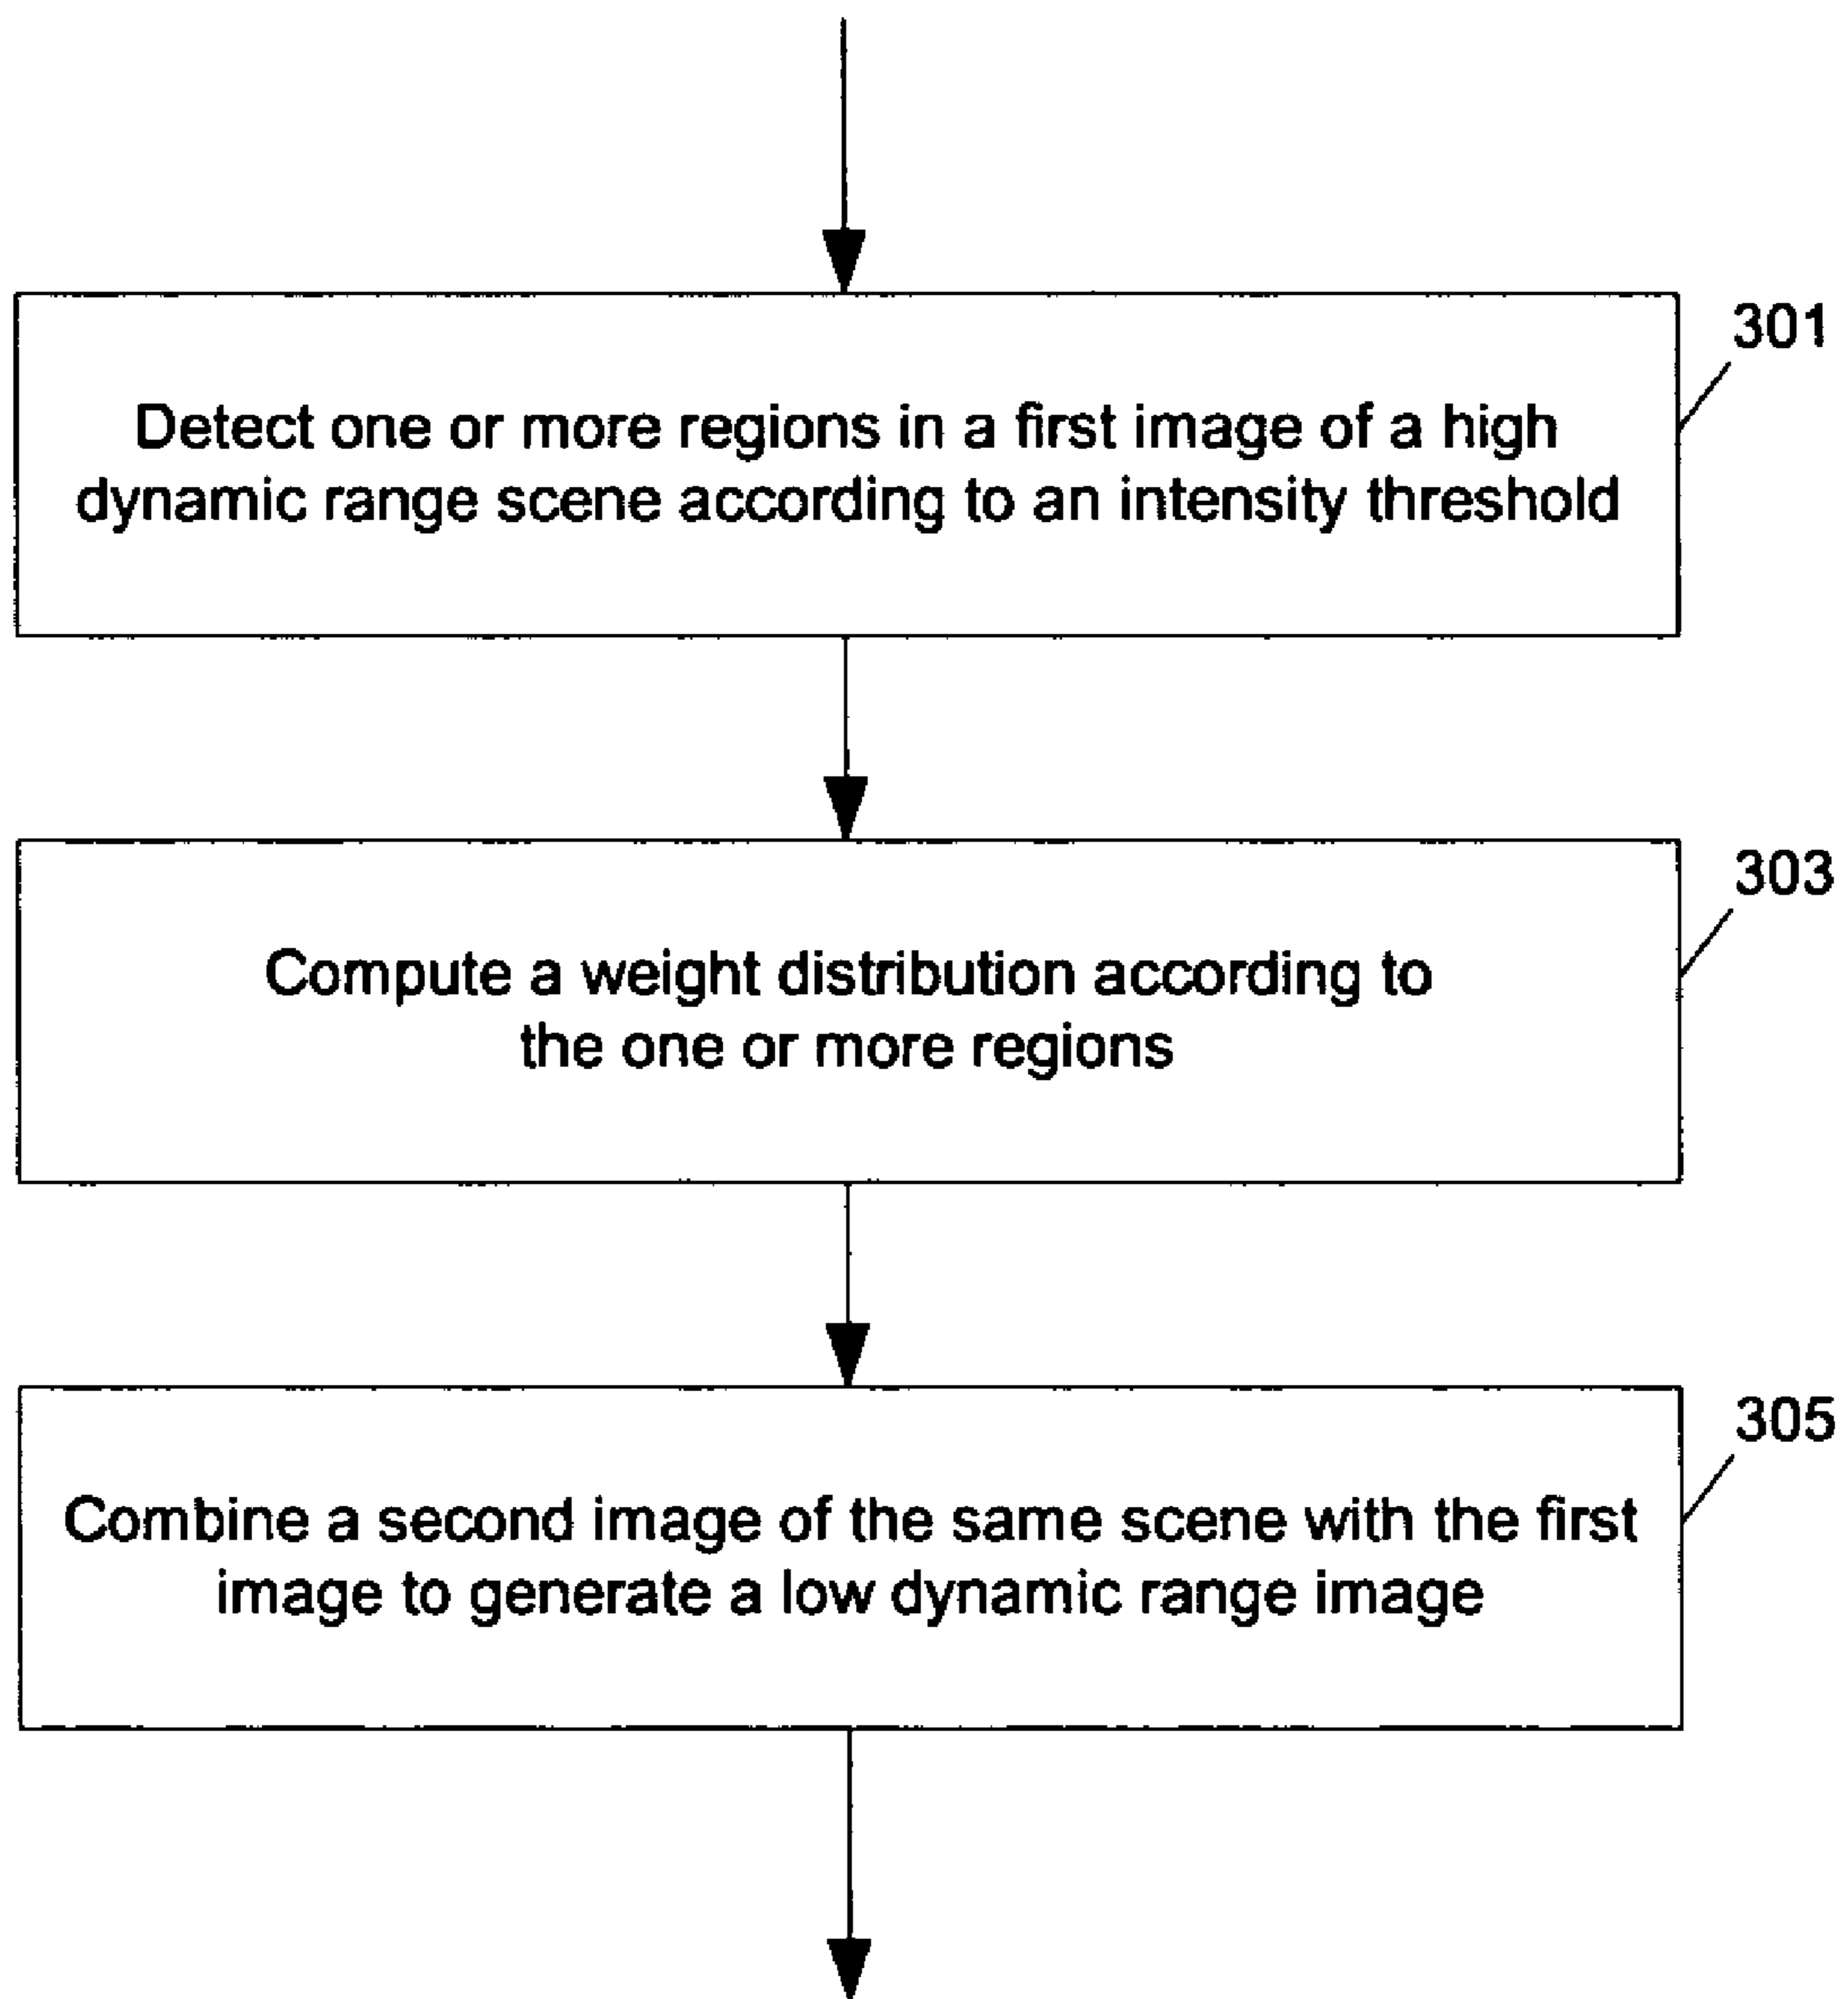 301
Detect one or more regions in a first image of a high
dynamic range scene according to an intensity threshold
303
Compute a weight distribution according to
the one or more regions
305
Combine a second image of the same scene with the first
image to generate a low dynamic range image